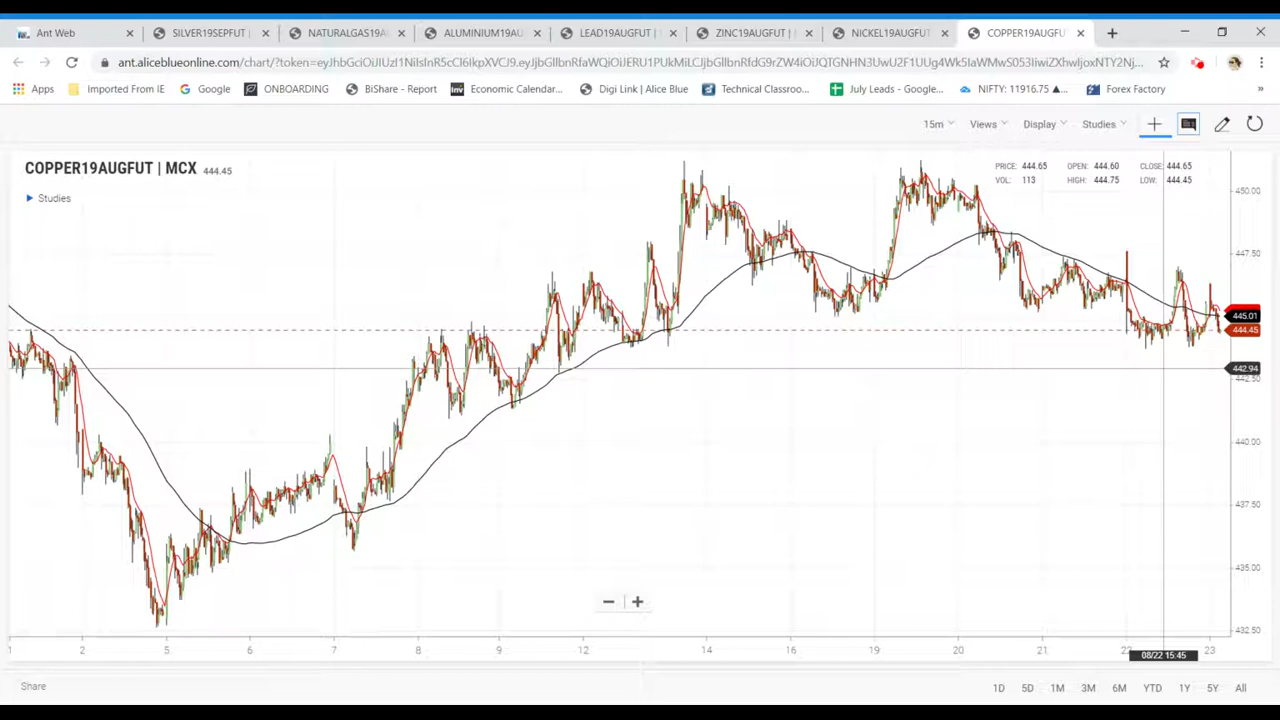 Ant Web
SILVER19SEPFUT |
NATURALGAS19A
ALUMINIUM19AU
LEAD19AUGFUT |
ZINC19AUGFUT |
NICKEL19AUGFUT
COPPER19AUGFU
Apps
Imported From IE
Google
ONBOARDING
BiShare - Report
Economic Calendar...
Digi Link | Alice Blue
Technical Classroo...
July Leads - Google...
NIFTY: 11916.75 ▲...
Forex Factory
»
15m
Views
Display
Studies
COPPER19AUGFUT | MCX 444.45
Studies
PRICE: 444.65 OPEN: 444.60 CLOSE: 444.65
VOL: 113 HIGH: 444.75 LOW: 444.45
450.00
447.50
445.01
444.45
442.94
442.50
440.00
437.50
435.00
432.50
1 2 5 6 7 8 9 12 13 14 16 19 20 21 22 23
08/22 15:45
Share
1D 5D 1M 3M 6M YTD 1Y 5Y All